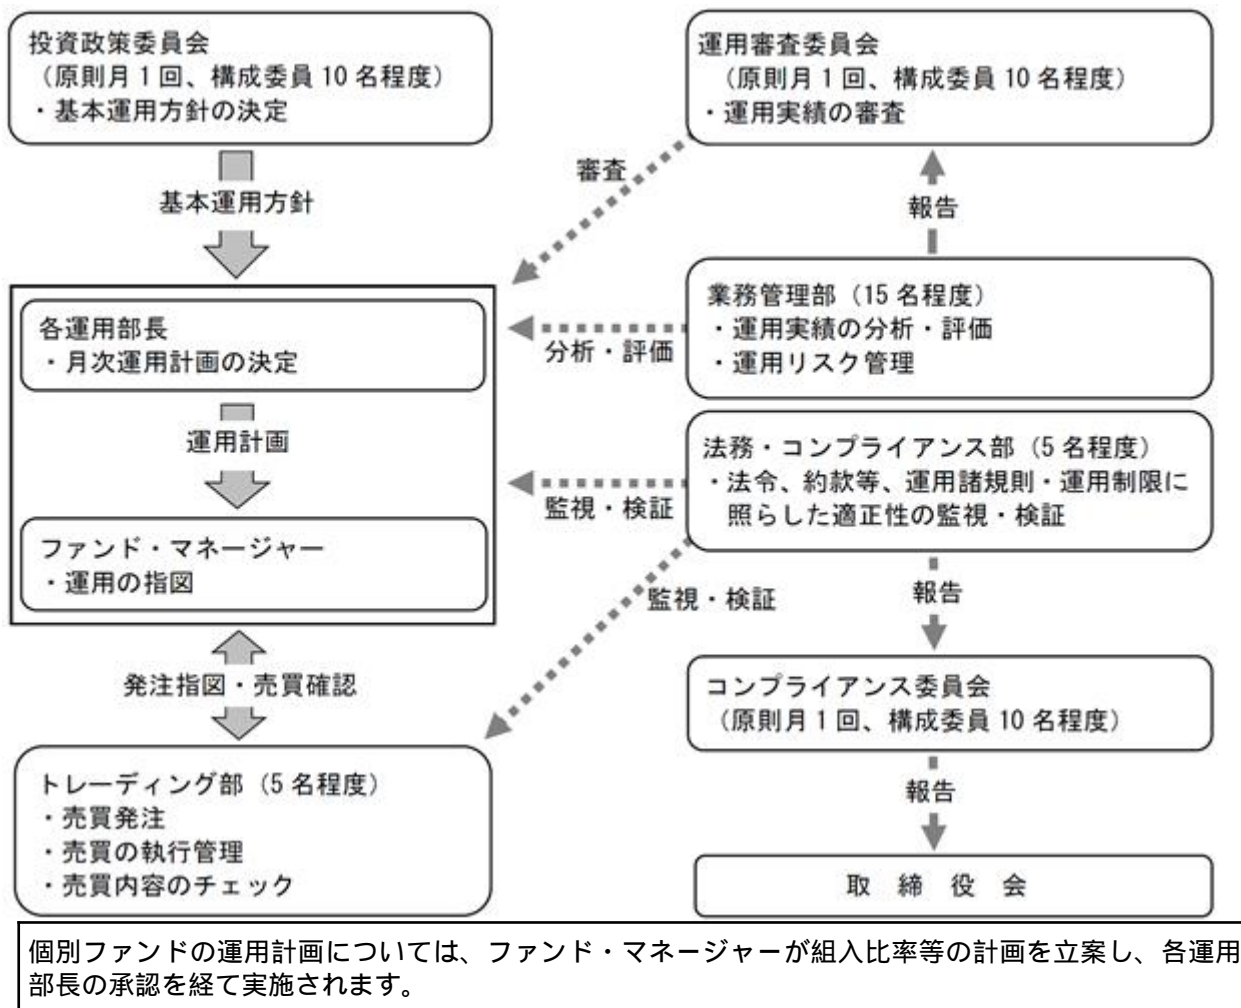 投資政策委員会
（原則月１回、構成委員 10 名程度）
・基本運用方針の決定
基本運用方針
各運用部長
・月次運用計画の決定
運用計画
ファンド・マネージャー
・運用の指図
発注指図・売買確認
トレーディング部（5 名程度）
・売買発注
・売買の執行管理
・売買内容のチェック
運用審査委員会
（原則月１回、構成委員 10 名程度）
・運用実績の審査
審査
報告
業務管理部（15 名程度）
・運用実績の分析・評価
・運用リスク管理
分析・評価
法務・コンプライアンス部（5 名程度）
・法令、約款等、運用諸規則・運用制限に
照らした適正性の監視・検証
監視・検証
監視・検証
報告
コンプライアンス委員会
（原則月１回、構成委員 10 名程度）
報告
取　締　役　会
個別ファンドの運用計画については、ファンド・マネージャーが組入比率等の計画を立案し、各運用
部長の承認を経て実施されます。